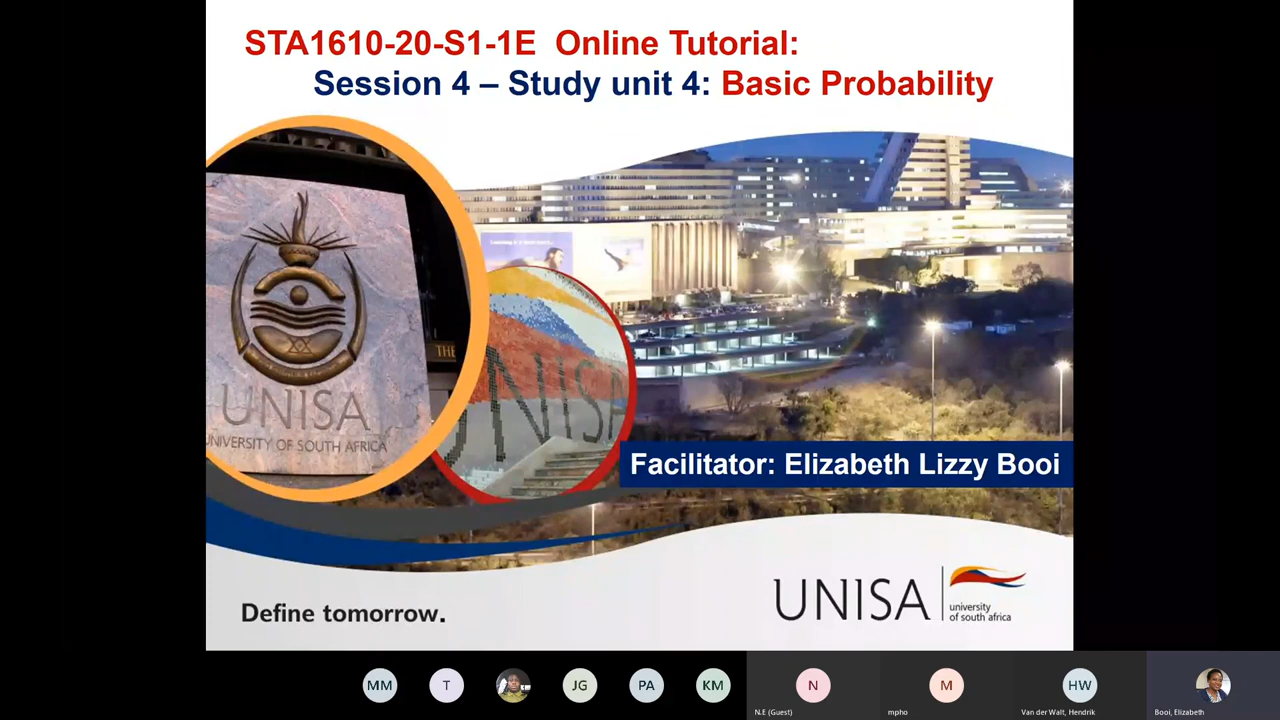 STA1610-20-S1-1E Online Tutorial:
Session 4 – Study unit 4: Basic Probability
THE
UNISA
UNIVERSITY OF SOUTH AFRICA
UNISA
Facilitator: Elizabeth Lizzy Booi
Define tomorrow.
UNISA
university
of south africa
MM
T
JG
PA
KM
N
M
HW
N.E (Guest)
mpho
Van der Walt, Hendrik
Booi, Elizabeth